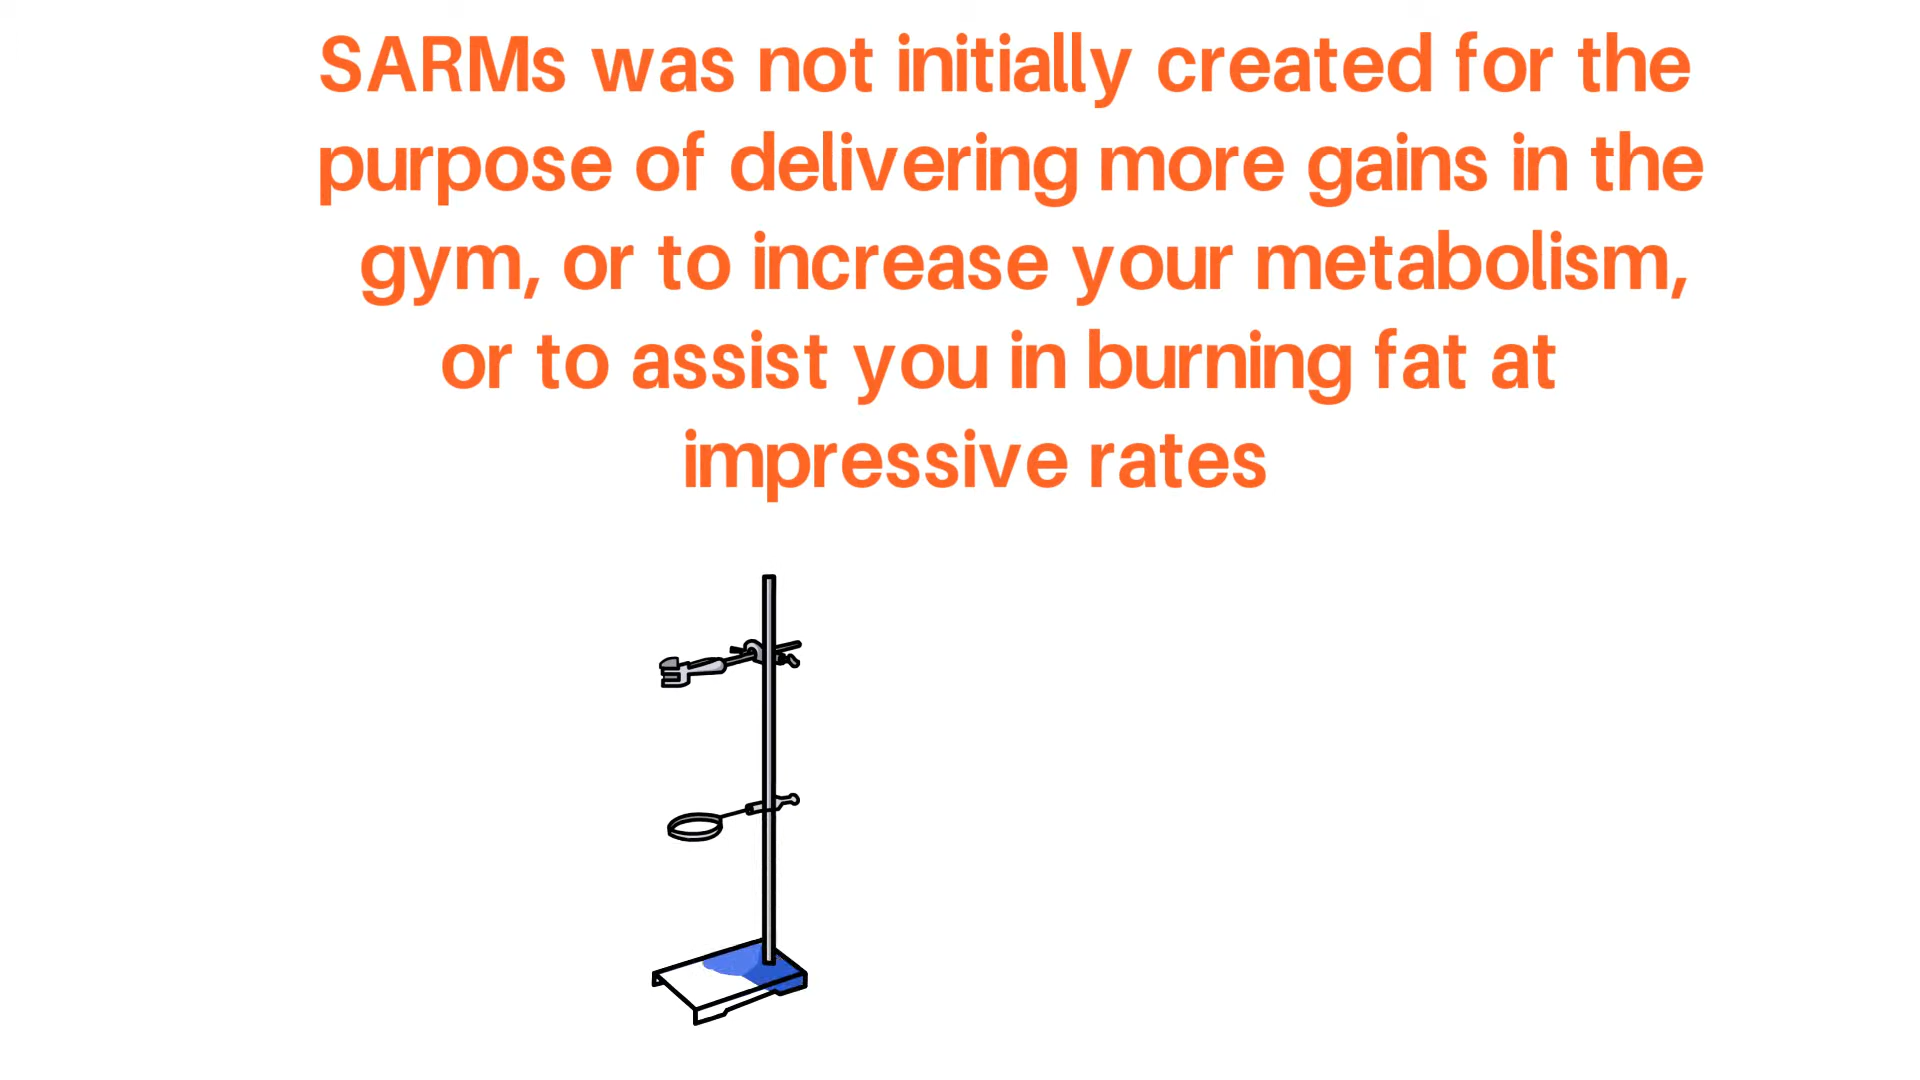 SARMs was not initially created for the
purpose of delivering more gains in the
gym, or to increase your metabolism,
or to assist you in burning fat at
impressive rates